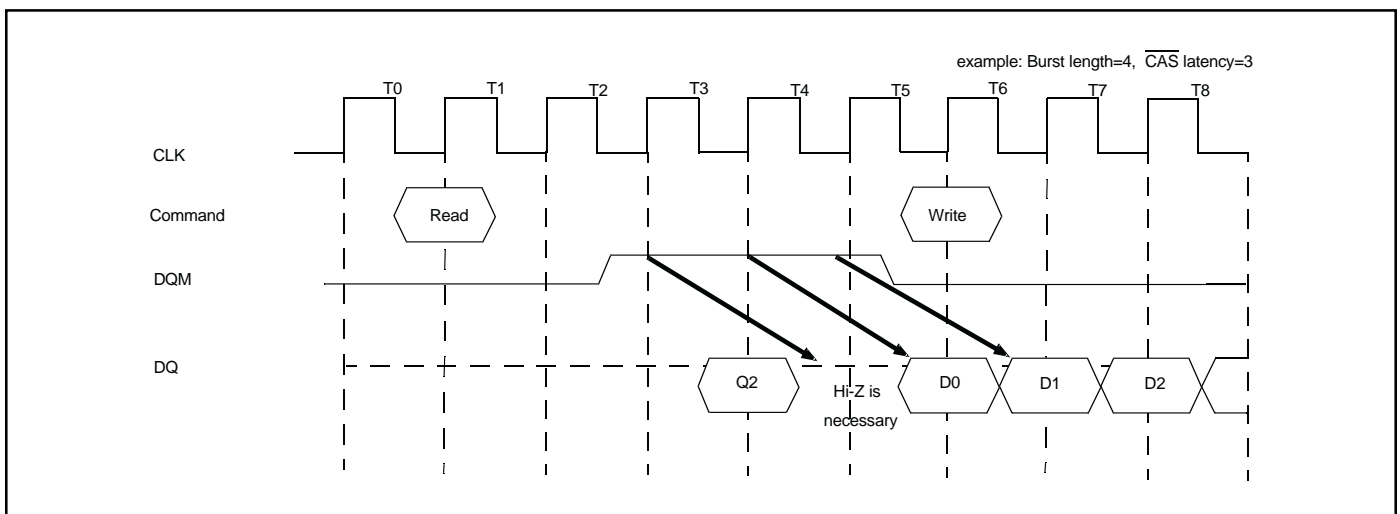 example: Burst length=4, CAS latency=3
T0 T1 T2 T3 T4 T5 T6 T7 T8
CLK
Command Read Write
DQM
DQ Q2 D0 D1 D2
Hi-Z is
necessary